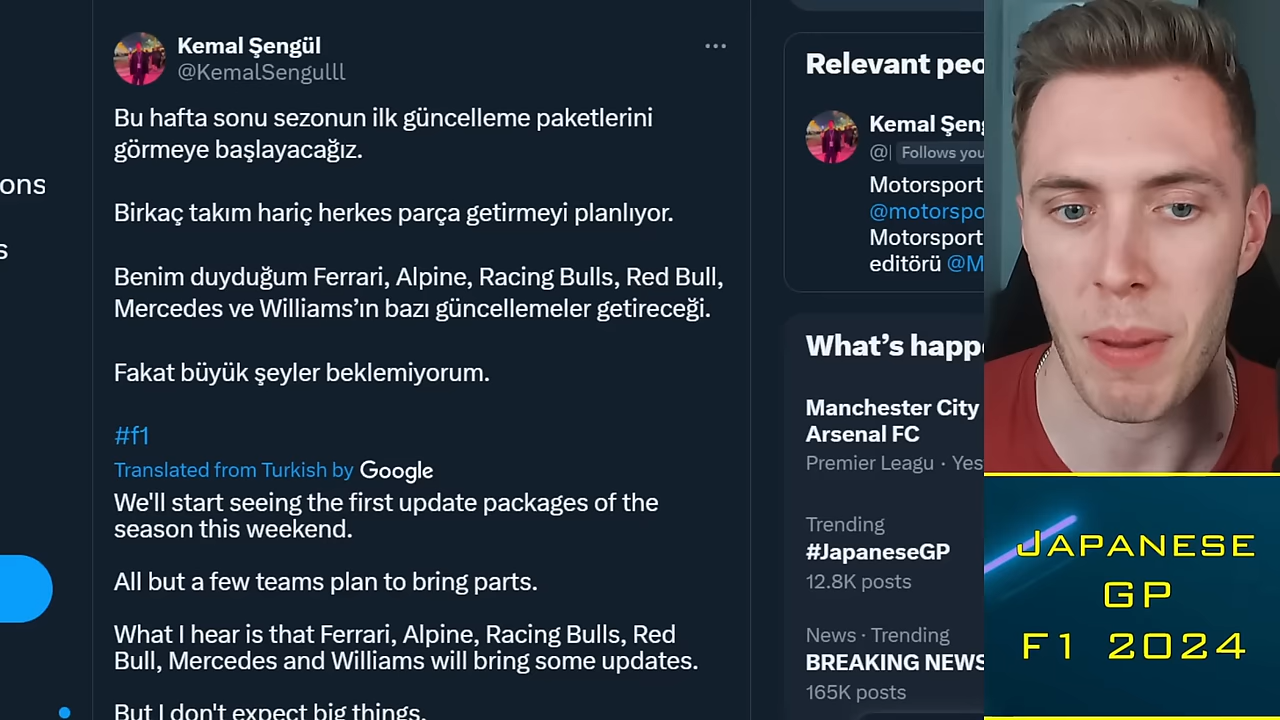 ons
s
Kemal Şengül
@KemalSengulll
Bu hafta sonu sezonun ilk güncelleme paketlerini
görmeye başlayacağız.
Birkaç takım hariç herkes parça getirmeyi planlıyor.
Benim duyduğum Ferrari, Alpine, Racing Bulls, Red Bull,
Mercedes ve Williams’ın bazı güncellemeler getireceği.
Fakat büyük şeyler beklemiyorum.
#f1
Translated from Turkish by Google
We'll start seeing the first update packages of the
season this weekend.
All but a few teams plan to bring parts.
What I hear is that Ferrari, Alpine, Racing Bulls, Red
Bull, Mercedes and Williams will bring some updates.
But I don't expect big things.
Relevant peo
Kemal Şeng
@ Follows you
Motorsport
@motorspo
Motorsport
editörü @M
What’s happe
Manchester City
Arsenal FC
Premier Leagu · Yes
Trending
#JapaneseGP
12.8K posts
News · Trending
BREAKING NEWS
165K posts
JAPANESE
GP
F1 2024